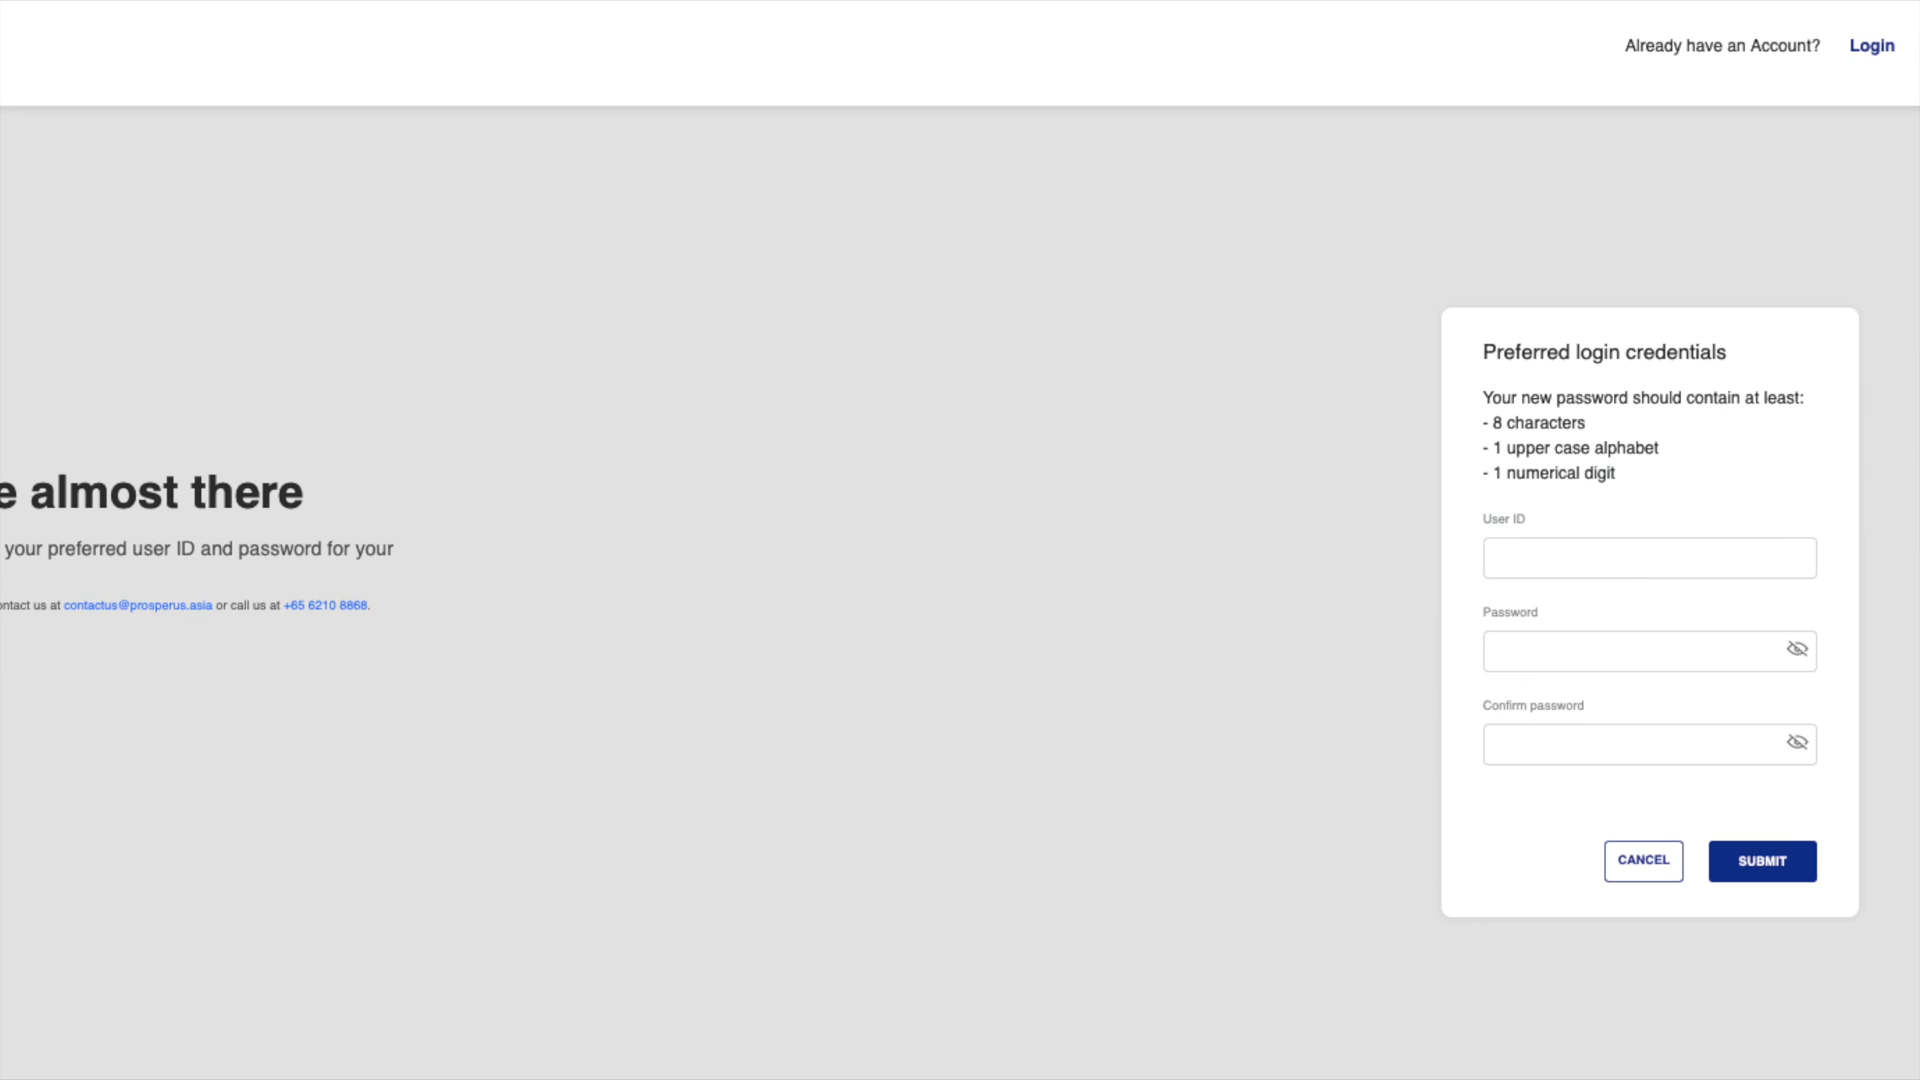 Already have an Account? Login
e almost there
your preferred user ID and password for your
ontact us at contactus@prosperus.asia or call us at +65 6210 8868.
Preferred login credentials
Your new password should contain at least:
- 8 characters
- 1 upper case alphabet
- 1 numerical digit
User ID
Password
Confirm password
CANCEL SUBMIT